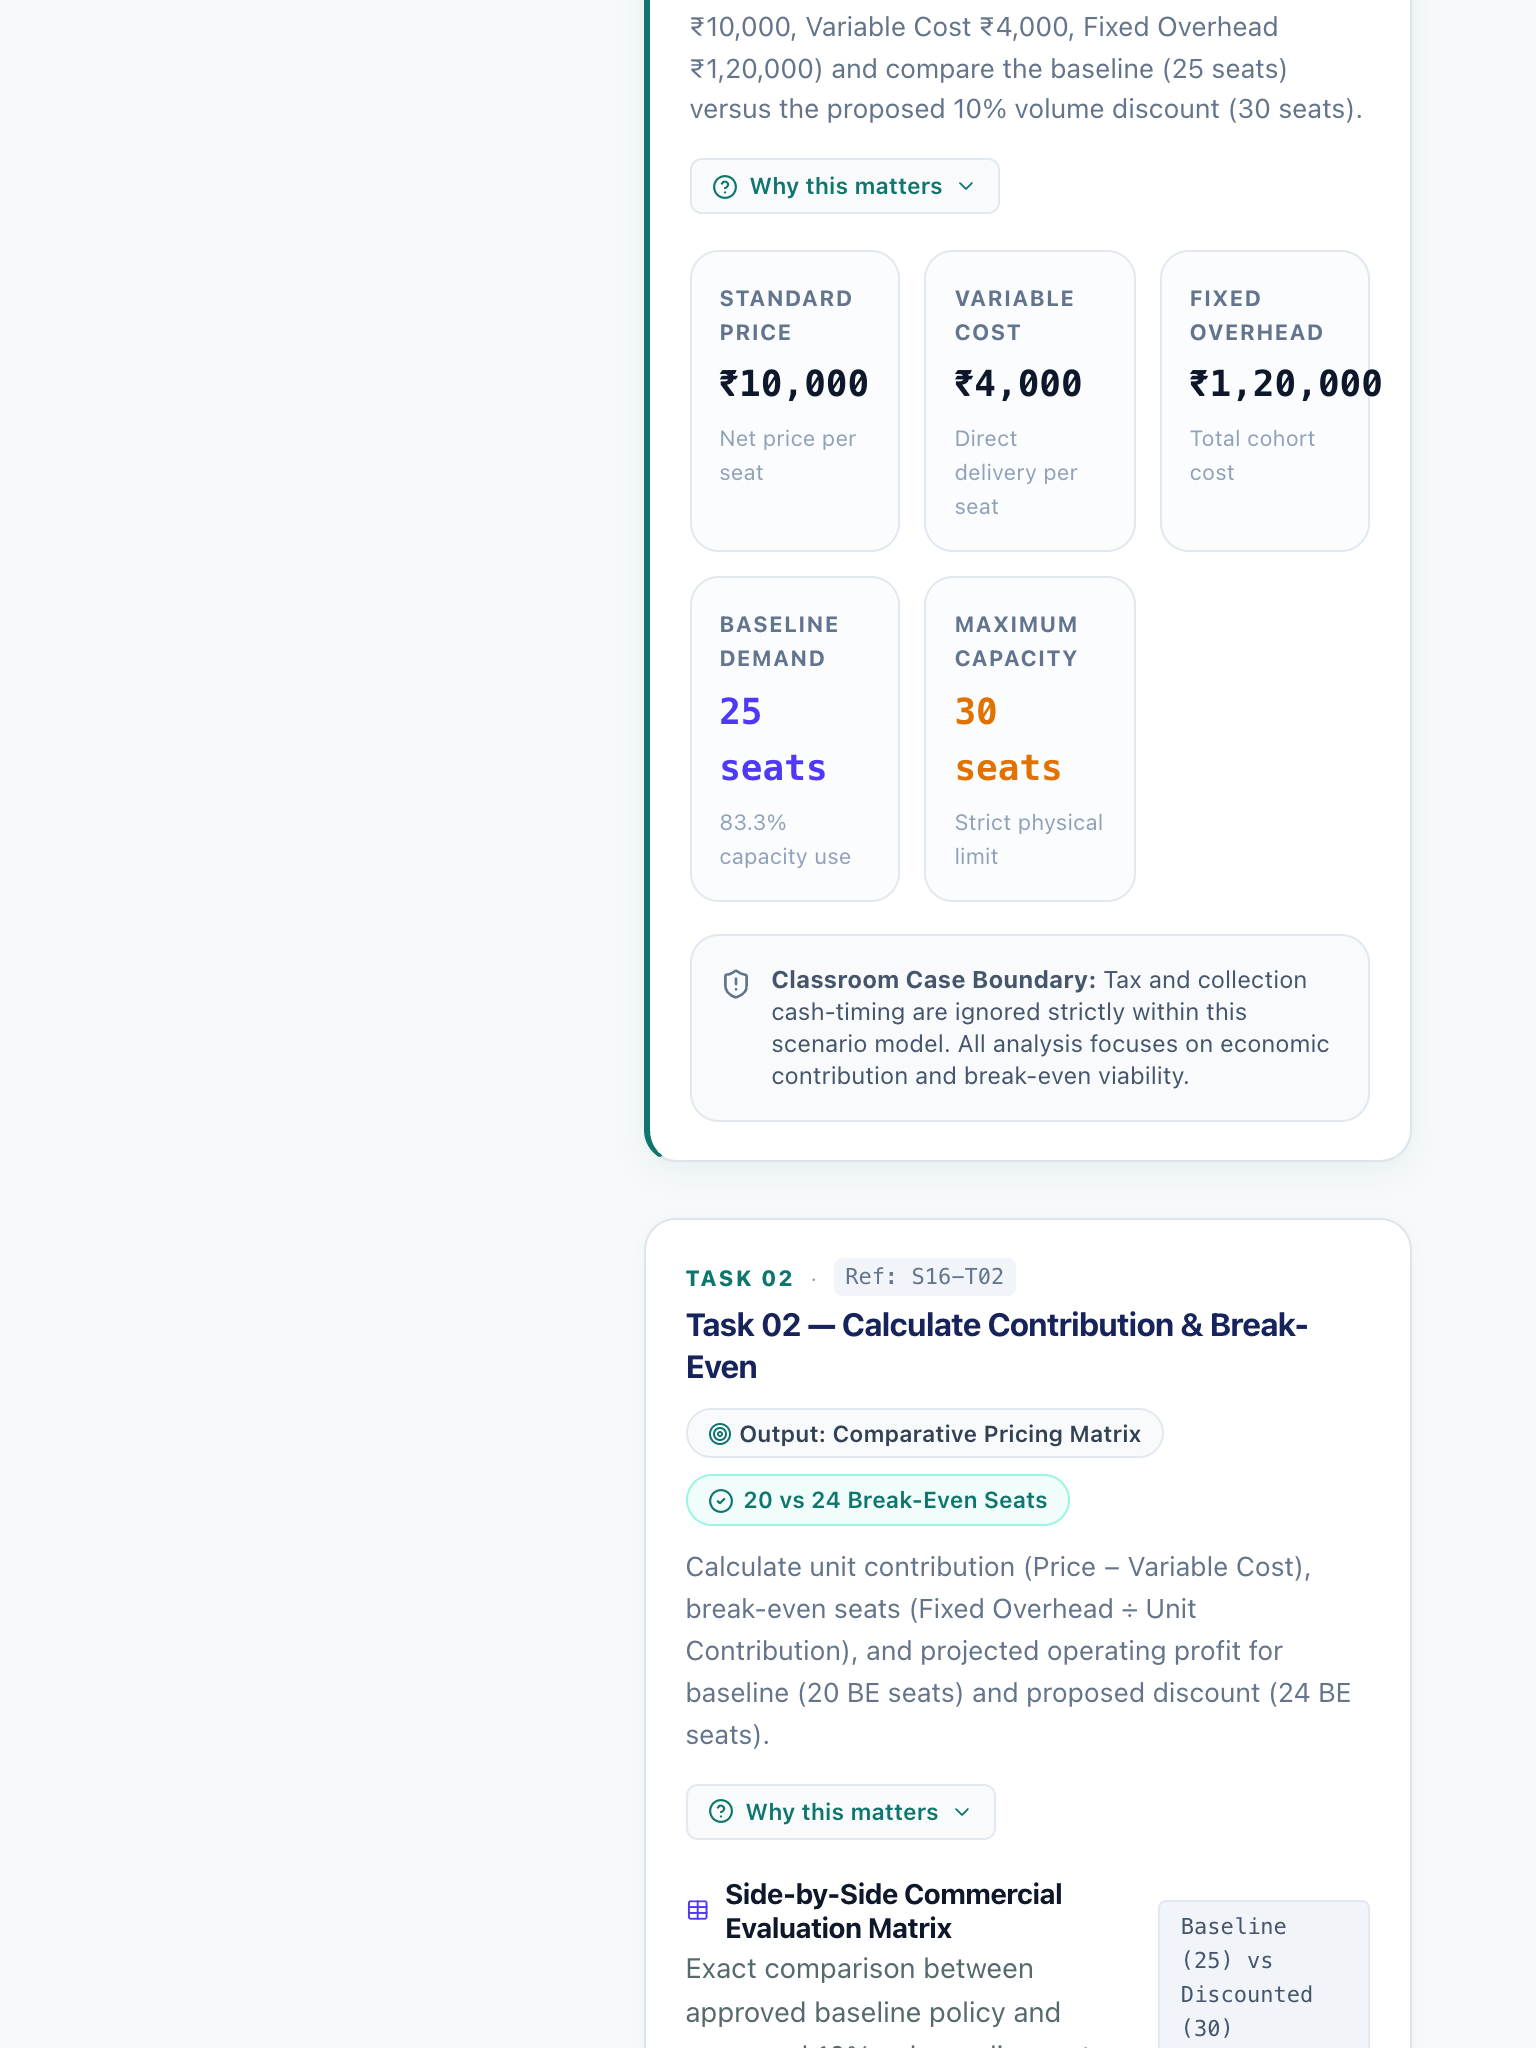 ₹10,000, Variable Cost ₹4,000, Fixed Overhead
₹1,20,000) and compare the baseline (25 seats)
versus the proposed 10% volume discount (30 seats).
Why this matters
STANDARD
PRICE
₹10,000
Net price per
seat
VARIABLE
COST
₹4,000
Direct
delivery per
seat
FIXED
OVERHEAD
₹1,20,000
Total cohort
cost
BASELINE
DEMAND
25
seats
83.3%
capacity use
MAXIMUM
CAPACITY
30
seats
Strict physical
limit
Classroom Case Boundary: Tax and collection
cash-timing are ignored strictly within this
scenario model. All analysis focuses on economic
contribution and break-even viability.
TASK 02 · Ref: S16-T02
Task 02 — Calculate Contribution & Break-
Even
Output: Comparative Pricing Matrix
20 vs 24 Break-Even Seats
Calculate unit contribution (Price − Variable Cost),
break-even seats (Fixed Overhead ÷ Unit
Contribution), and projected operating profit for
baseline (20 BE seats) and proposed discount (24 BE
seats).
Why this matters
Side-by-Side Commercial
Evaluation Matrix
Exact comparison between
approved baseline policy and
Baseline
(25) vs
Discounted
(30)